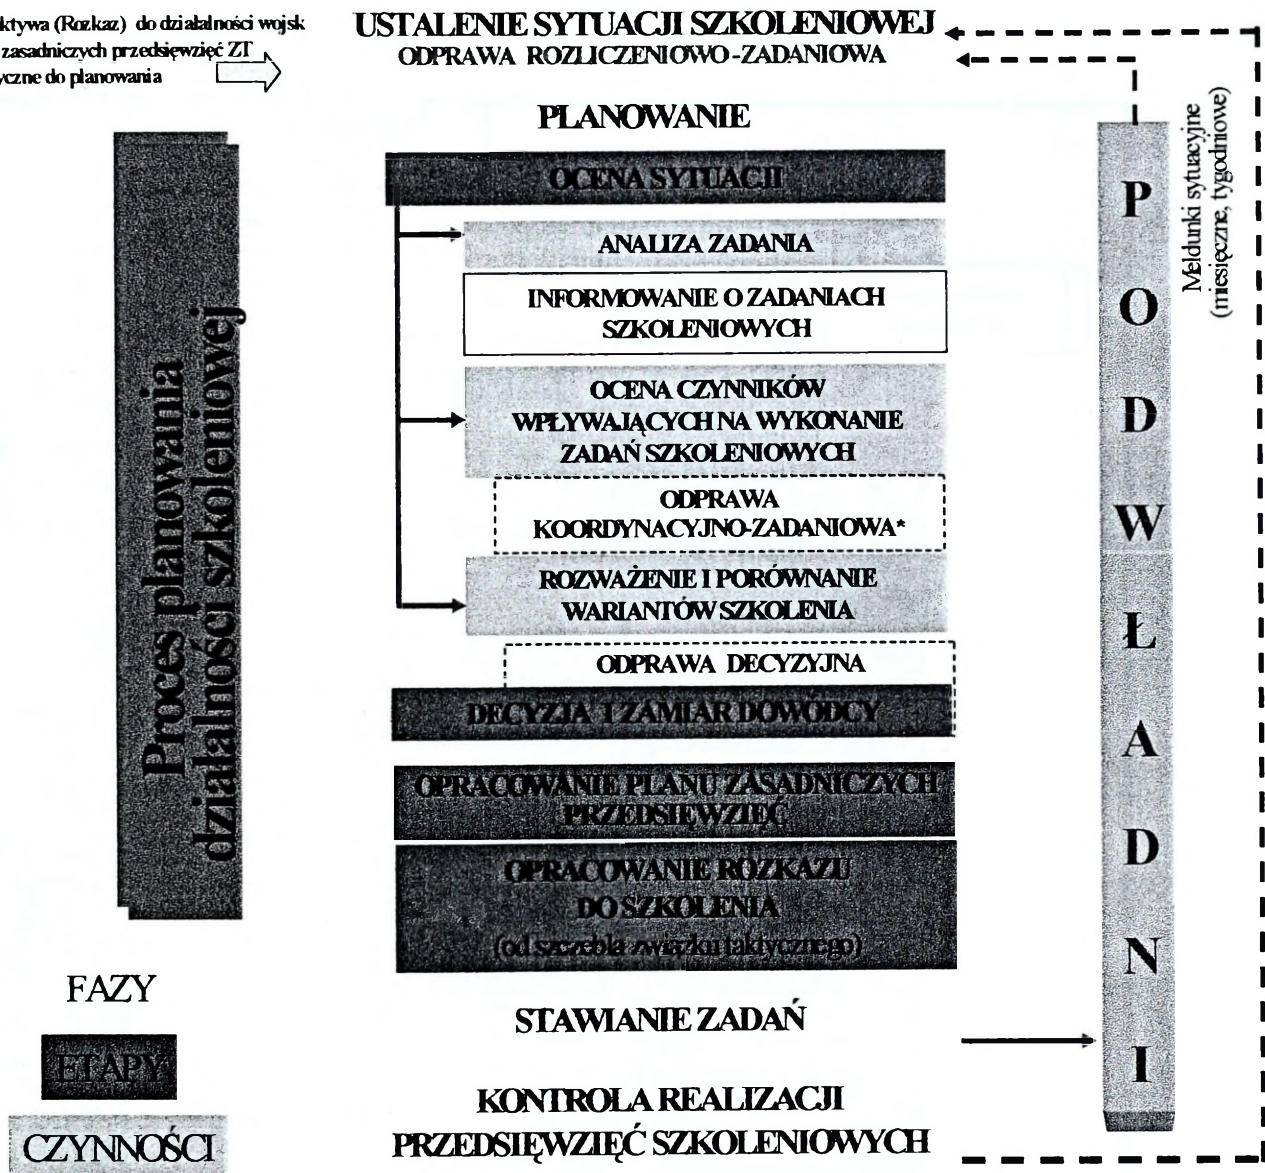 ktywa (Rozkaz) do działalności wojsk
zasadniczych przedsięwzięć ZT
yczne do planowania
USTALENIE SYTUACJI SZKOLENIOWEJ
ODPRAWA ROZLICZENIOWO-ZADANIOWA
PLANOWANIE
OCENA SYTUACJI
ANALIZA ZADANIA
INFORMOWANIE O ZADANIACH
SZKOLENIOWYCH
OCENA CZYNNIKÓW
WPŁYWAJĄCYCH NA WYKONANIE
ZADAŃ SZKOLENIOWYCH
ODPRAWA
KOORDYNACYJNO-ZADANIOWA*
ROZWAŻENIE I PORÓWNANIE
WARIANTÓW SZKOLENIA
ODPRAWA DECYZYJNA
DECYZJA I ZAMIAR DOWÓDCY
OPRACOWANIE PLANU ZASADNICZYCH
PRZEDSIĘWZIĘĆ
OPRACOWANIE ROZKAZU
DO SZKOLENIA
(od szczebla związku taktycznego)
STAWIANIE ZADAŃ
KONTROLA REALIZACJI
PRZEDSIĘWZIĘĆ SZKOLENIOWYCH
Proces planowania
działalności szkoleniowej
FAZY
ETAPY
CZYNNOŚCI
PODWŁADNI
Meldunki sytuacyjne
(miesięczne, tygodniowe)